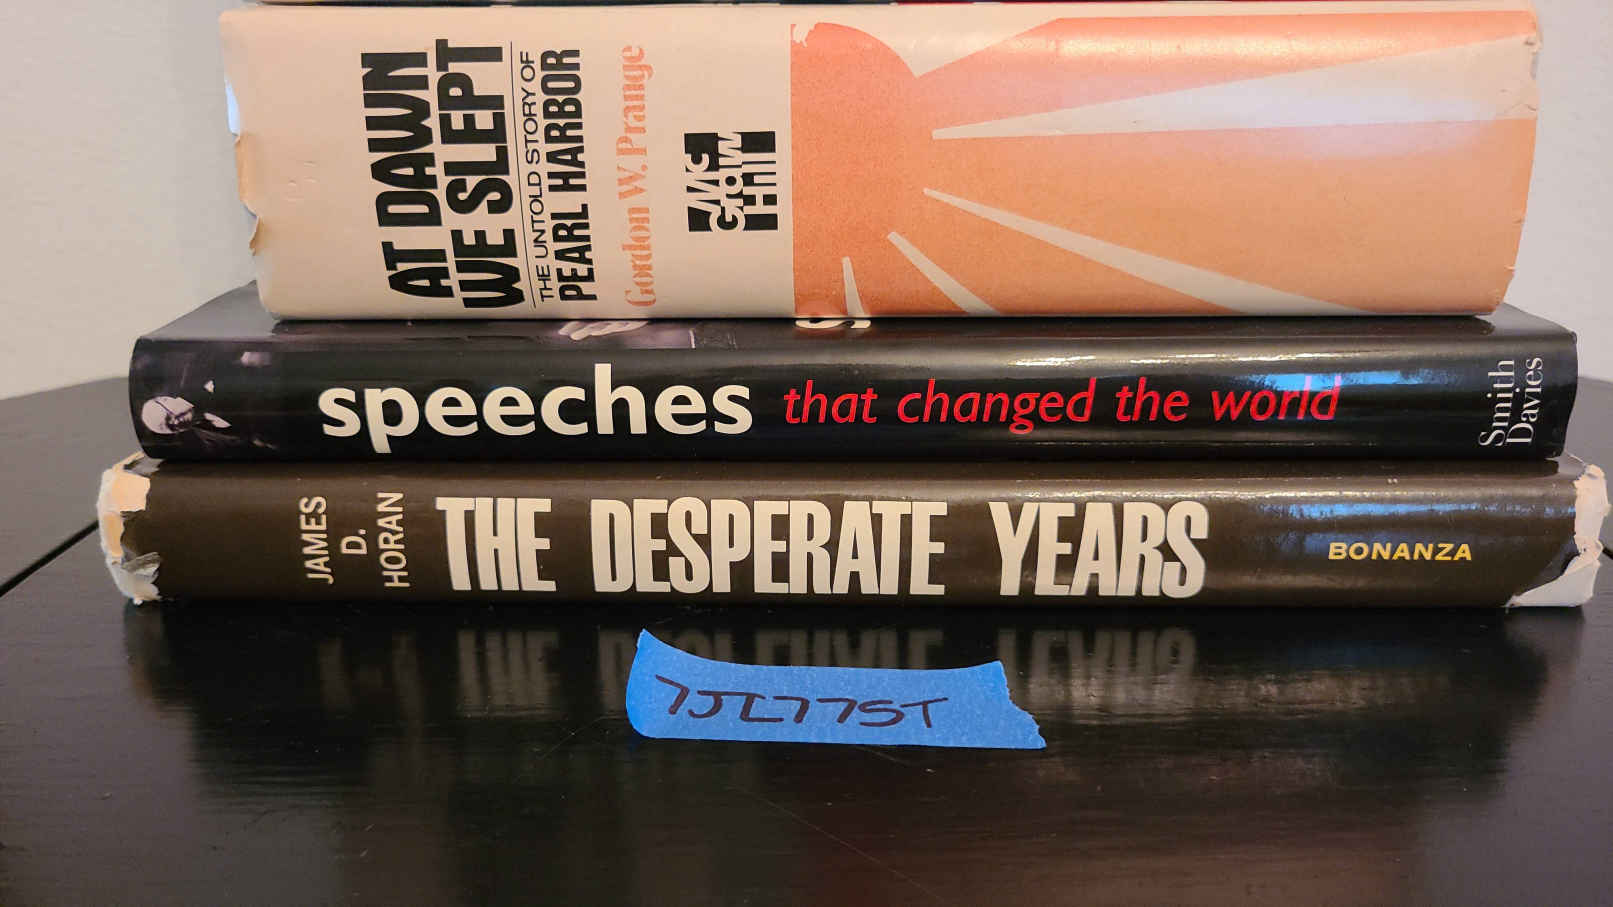 AT DAWN
WE SLEPT
THE UNTOLD STORY OF
PEARL HARBOR
Gordon W. Prange
Mc
Graw
Hill
speeches that changed the world
Smith
Davies
JAMES
D.
HORAN
THE DESPERATE YEARS
BONANZA
7JI77ST